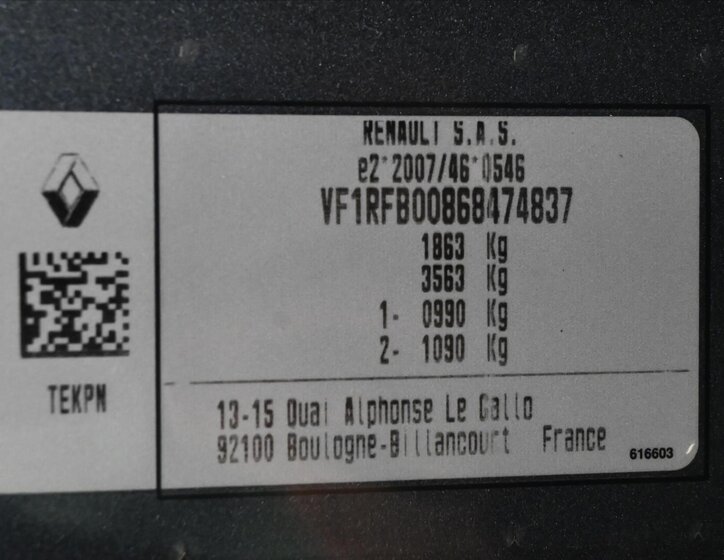 RENAULT S.A.S.
e2*2007/46*0546
VF1RFB00868474837
1863 Kg
3563 Kg
1- 0990 Kg
2- 1090 Kg
TEKPN
13-15 Quai Alphonse Le Gallo
92100 Boulogne-Billancourt France
616603